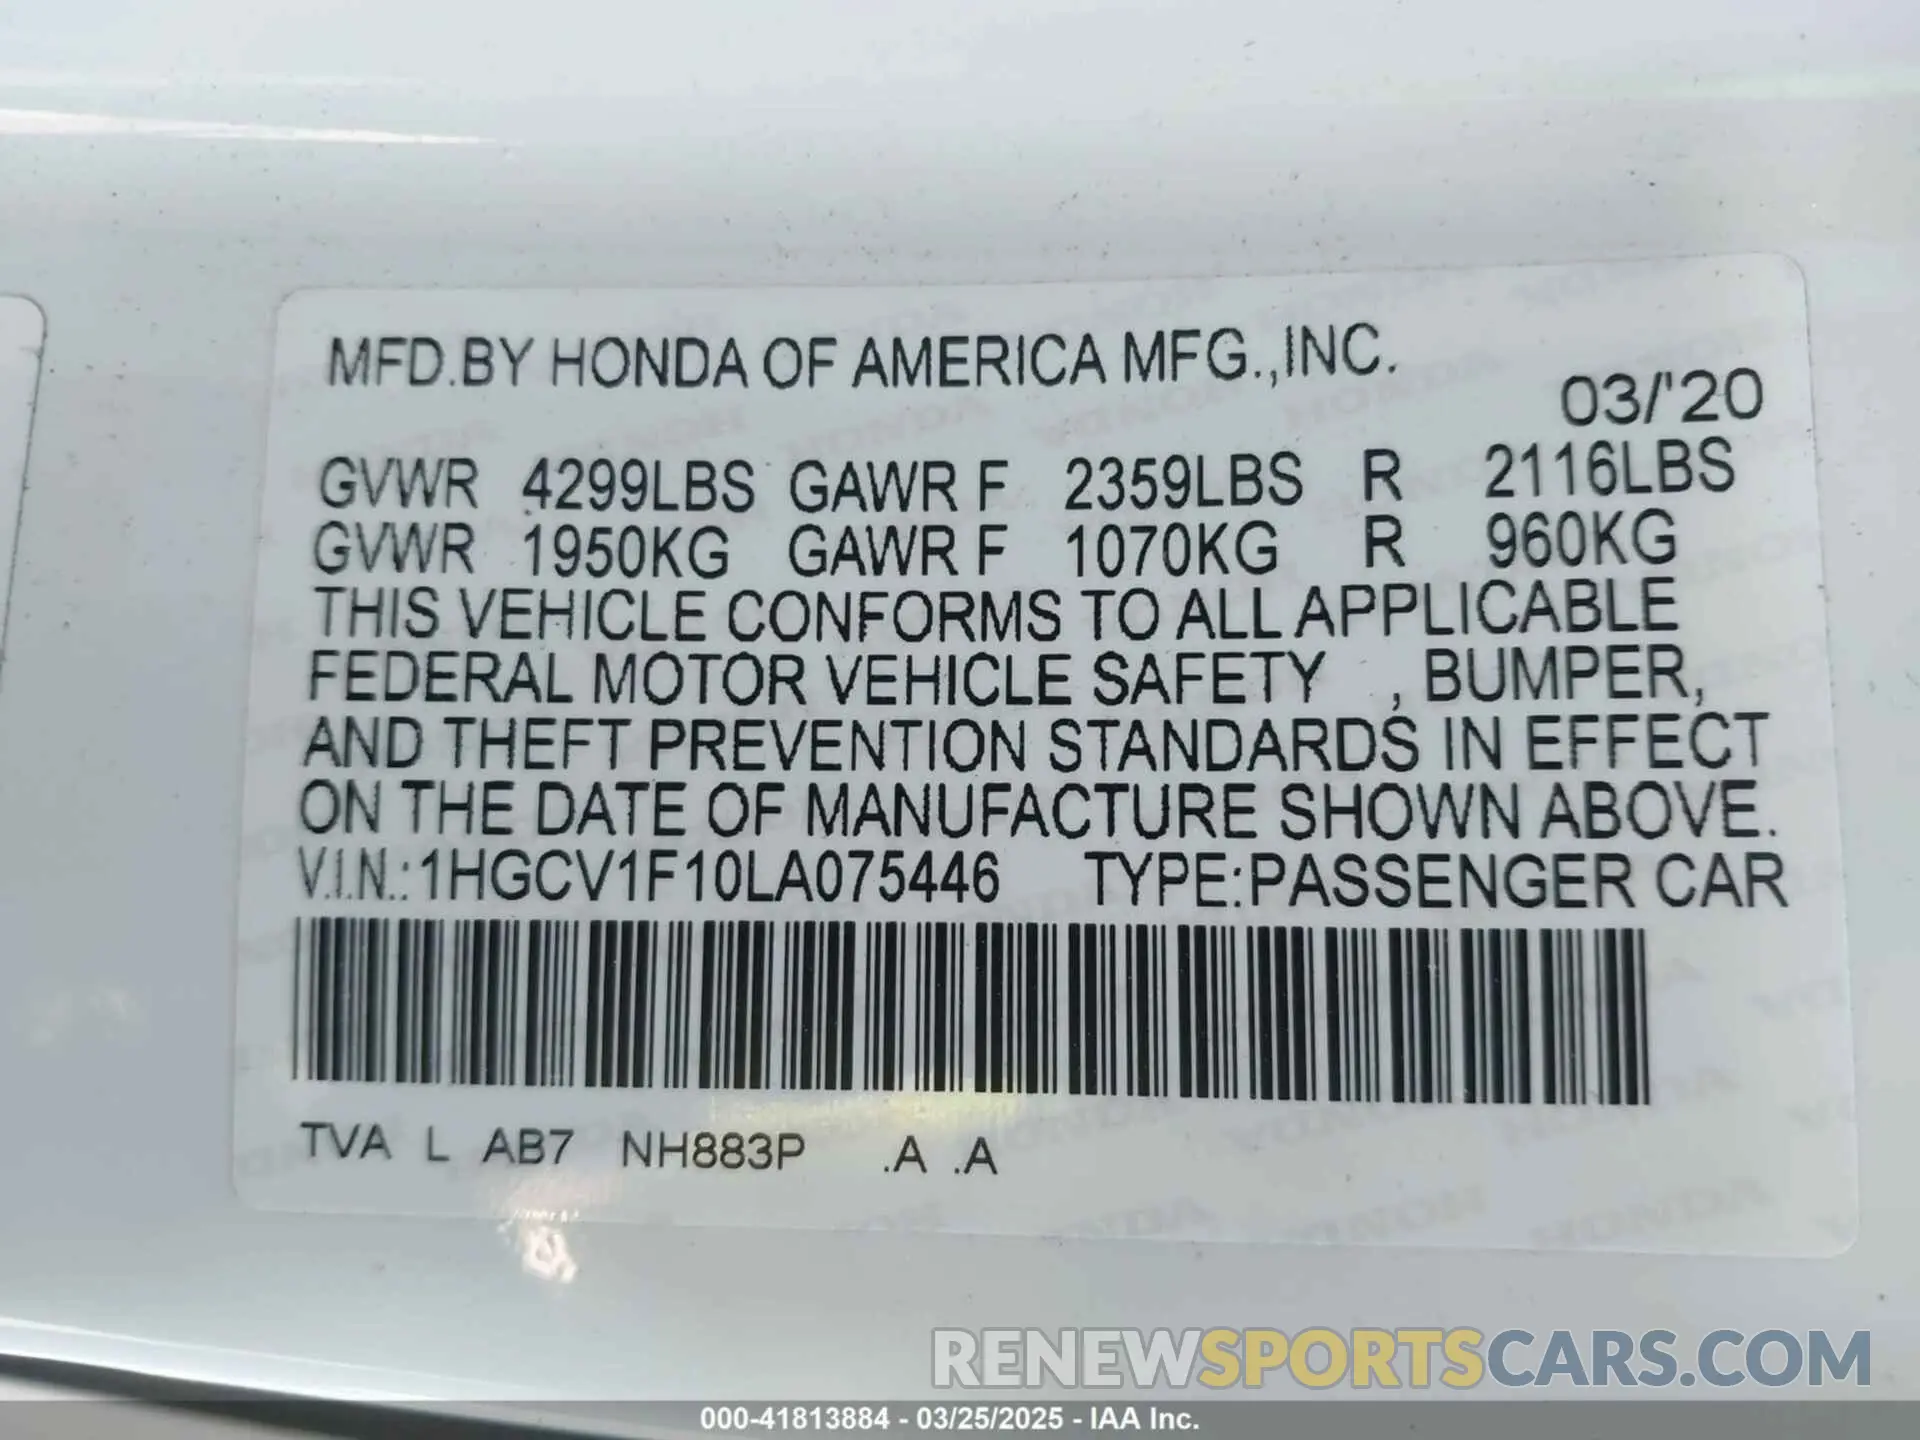 MFD.BY HONDA OF AMERICA MFG.,INC.
03/'20
GVWR 4299LBS GAWR F 2359LBS R 2116LBS
GVWR 1950KG GAWR F 1070KG R 960KG
THIS VEHICLE CONFORMS TO ALL APPLICABLE
FEDERAL MOTOR VEHICLE SAFETY , BUMPER,
AND THEFT PREVENTION STANDARDS IN EFFECT
ON THE DATE OF MANUFACTURE SHOWN ABOVE.
V.I.N.:1HGCV1F10LA075446 TYPE:PASSENGER CAR
TVA L AB7 NH883P .A .A
RENEWSPORTSCARS.COM
000-41813884 - 03/25/2025 - IAA Inc.